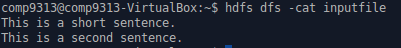 comp9313@comp9313-VirtualBox:~$ hdfs dfs -cat inputfile
This is a short sentence.
This is a second sentence.